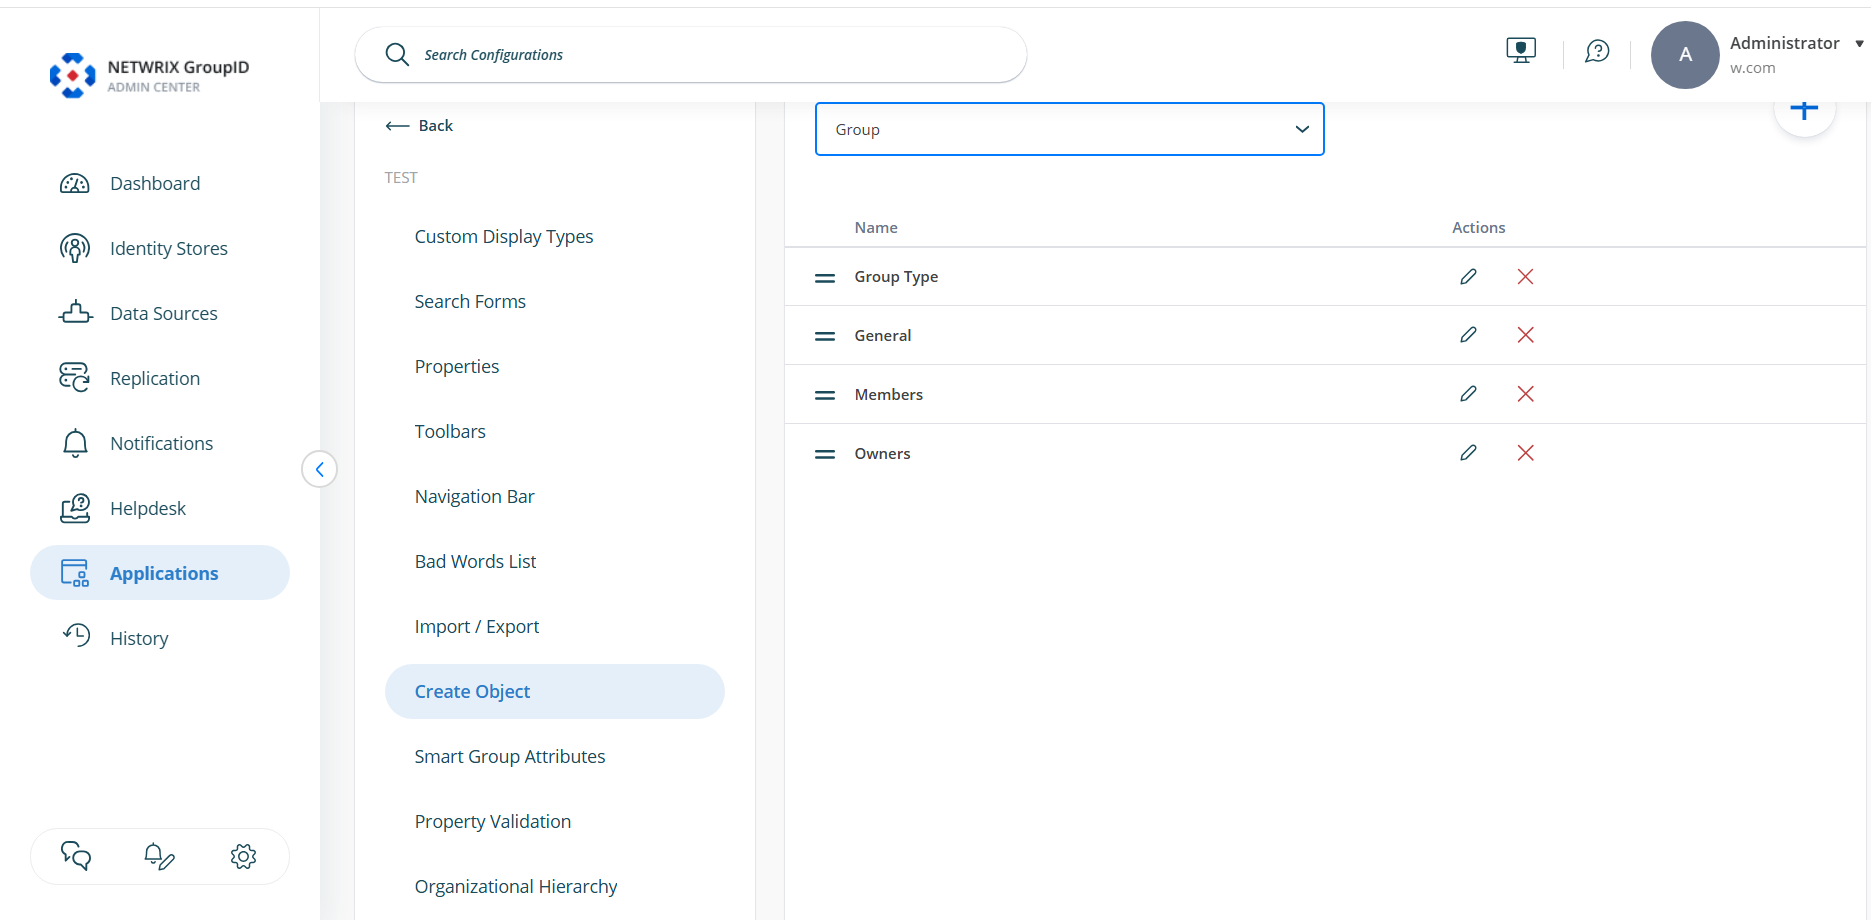 NETWRIX GroupID
ADMIN CENTER
Search Configurations
A
Administrator
w.com
Dashboard
Identity Stores
Data Sources
Replication
Notifications
Helpdesk
Applications
History
Back
TEST
Custom Display Types
Search Forms
Properties
Toolbars
Navigation Bar
Bad Words List
Import / Export
Create Object
Smart Group Attributes
Property Validation
Organizational Hierarchy
Group
Name Actions
Group Type
General
Members
Owners